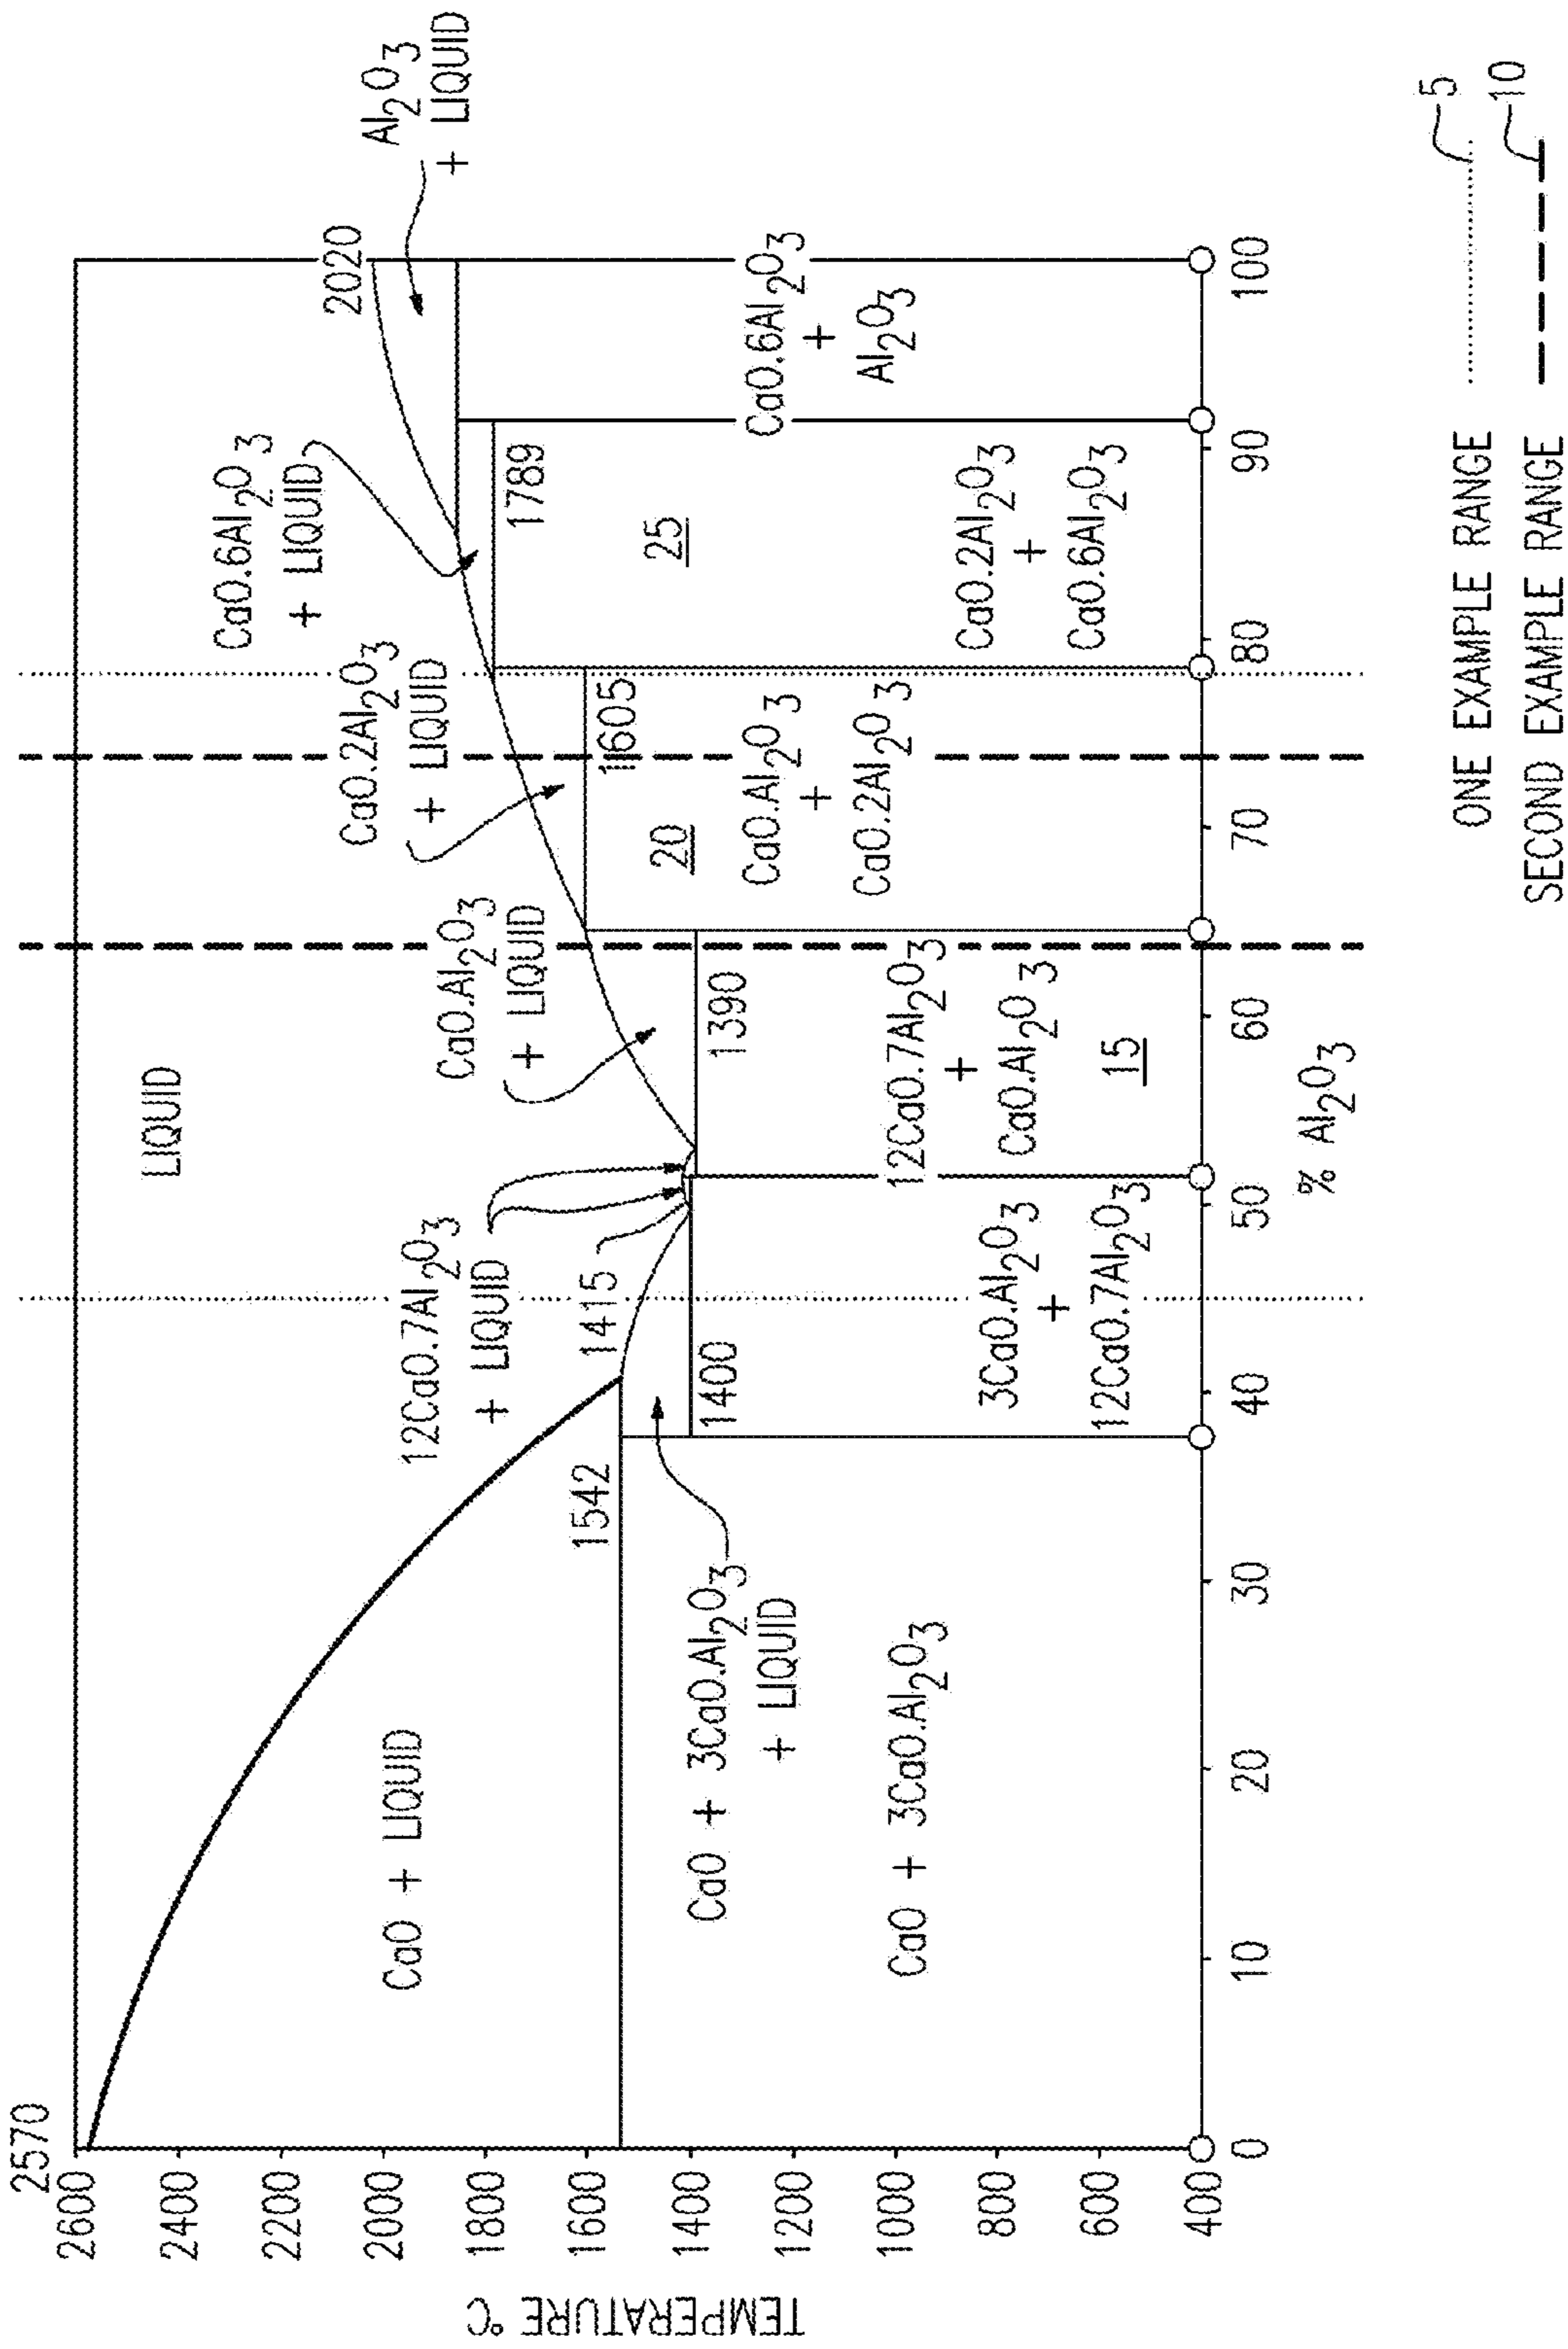 2570
2600
2400
2200
2000
1800
1600
1400
1200
1000
800
600
400
TEMPERATURE °C
0
10
20
30
40
50
60
70
80
90
100
% Al2O3
LIQUID
CaO + LIQUID
1542
CaO + 3CaO.Al2O3
+ LIQUID
CaO + 3CaO.Al2O3
12CaO.7Al2O3
+ LIQUID
1415
1400
3CaO.Al2O3
+
12CaO.7Al2O3
CaO.Al2O3
+ LIQUID
1390
12CaO.7Al2O3
+
CaO.Al2O3
15
CaO.2Al2O3
+ LIQUID
1605
20
CaO.Al2O3
+
CaO.2Al2O3
CaO.6Al2O3
+ LIQUID
1789
25
CaO.2Al2O3
+
CaO.6Al2O3
2020
Al2O3
+ LIQUID
CaO.6Al2O3
+
Al2O3
ONE EXAMPLE RANGE
5
SECOND EXAMPLE RANGE
10